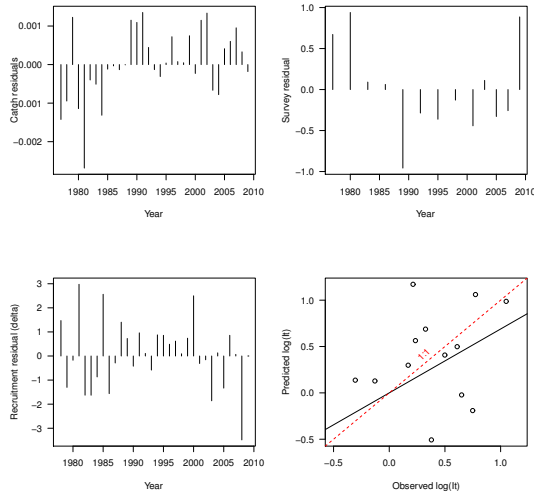 Catch residuals
0.001
0.000
−0.001
−0.002
1980 1985 1990 1995 2000 2005 2010
Year
Survey residual
1.0
0.5
0.0
−0.5
−1.0
1980 1985 1990 1995 2000 2005 2010
Year
Recruitment residual (delta)
3
2
1
0
−1
−2
−3
1980 1985 1990 1995 2000 2005 2010
Year
Predicted log(It)
1.0
0.5
0.0
−0.5
1:1
−0.5 0.0 0.5 1.0
Observed log(It)